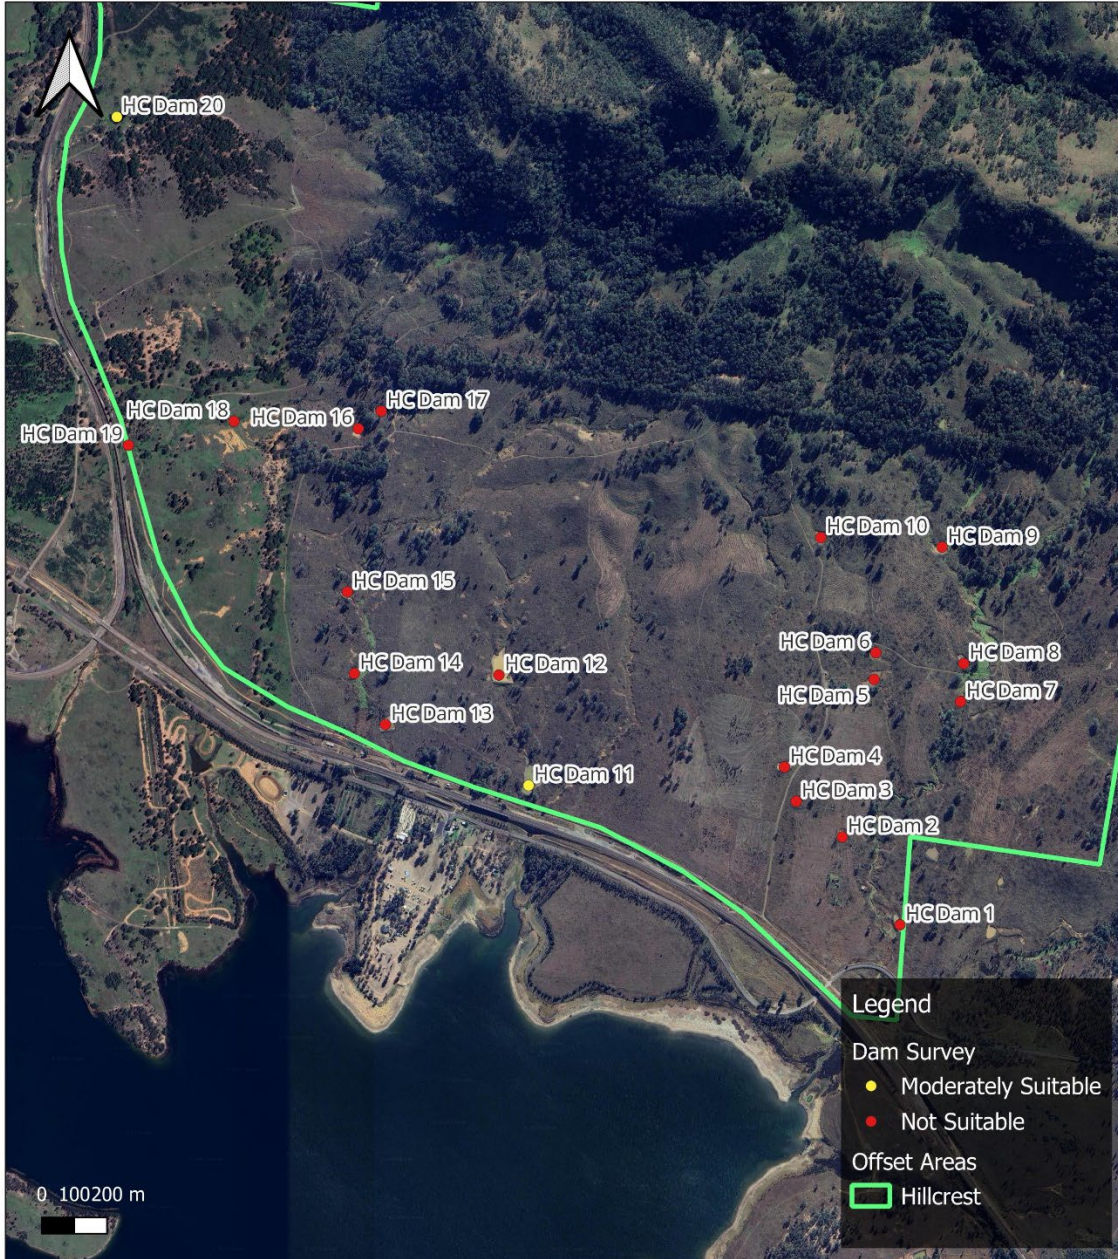 HC Dam 20
HC Dam 17
HC Dam 18
HC Dam 16
HC Dam 19
HC Dam 10
HC Dam 9
HC Dam 15
HC Dam 6
HC Dam 8
HC Dam 14
HC Dam 12
HC Dam 5
HC Dam 7
HC Dam 13
HC Dam 4
HC Dam 11
HC Dam 3
HC Dam 2
HC Dam 1
Legend
Dam Survey
Moderately Suitable
Not Suitable
Offset Areas
Hillcrest
0 100200 m